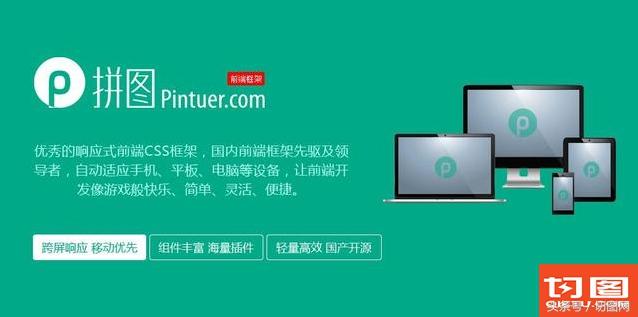 拼图
Pintuer.com
前端框架
优秀的响应式前端CSS框架，国内前端框架先驱及领
导者，自动适应手机、平板、电脑等设备，让前端开
发像游戏般快乐、简单、灵活、便捷。
跨屏响应 移动优先
组件丰富 海量插件
轻量高效 国产开源
切图
头条号 / 切图网